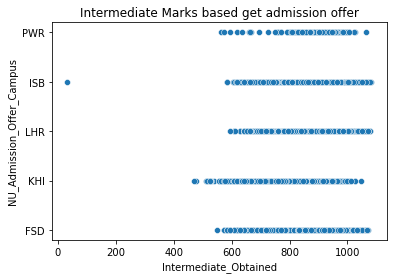 Intermediate Marks based get admission offer
NU_Admission_Offer_Campus
PWR
ISB
LHR
KHI
FSD
0 200 400 600 800 1000
Intermediate_Obtained